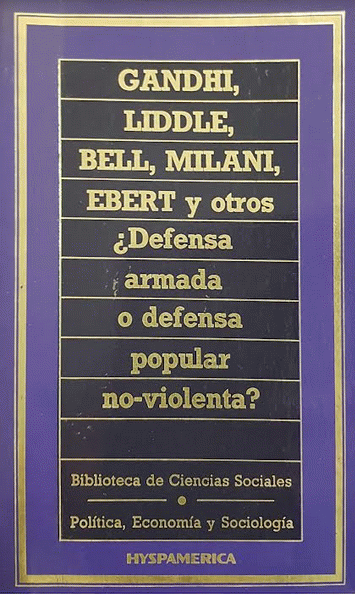 GANDHI,
LIDDLE,
BELL, MILANI,
EBERT y otros
¿Defensa
armada
o defensa
popular
no-violenta?
Biblioteca de Ciencias Sociales
Política, Economía y Sociología
HYSPAMERICA